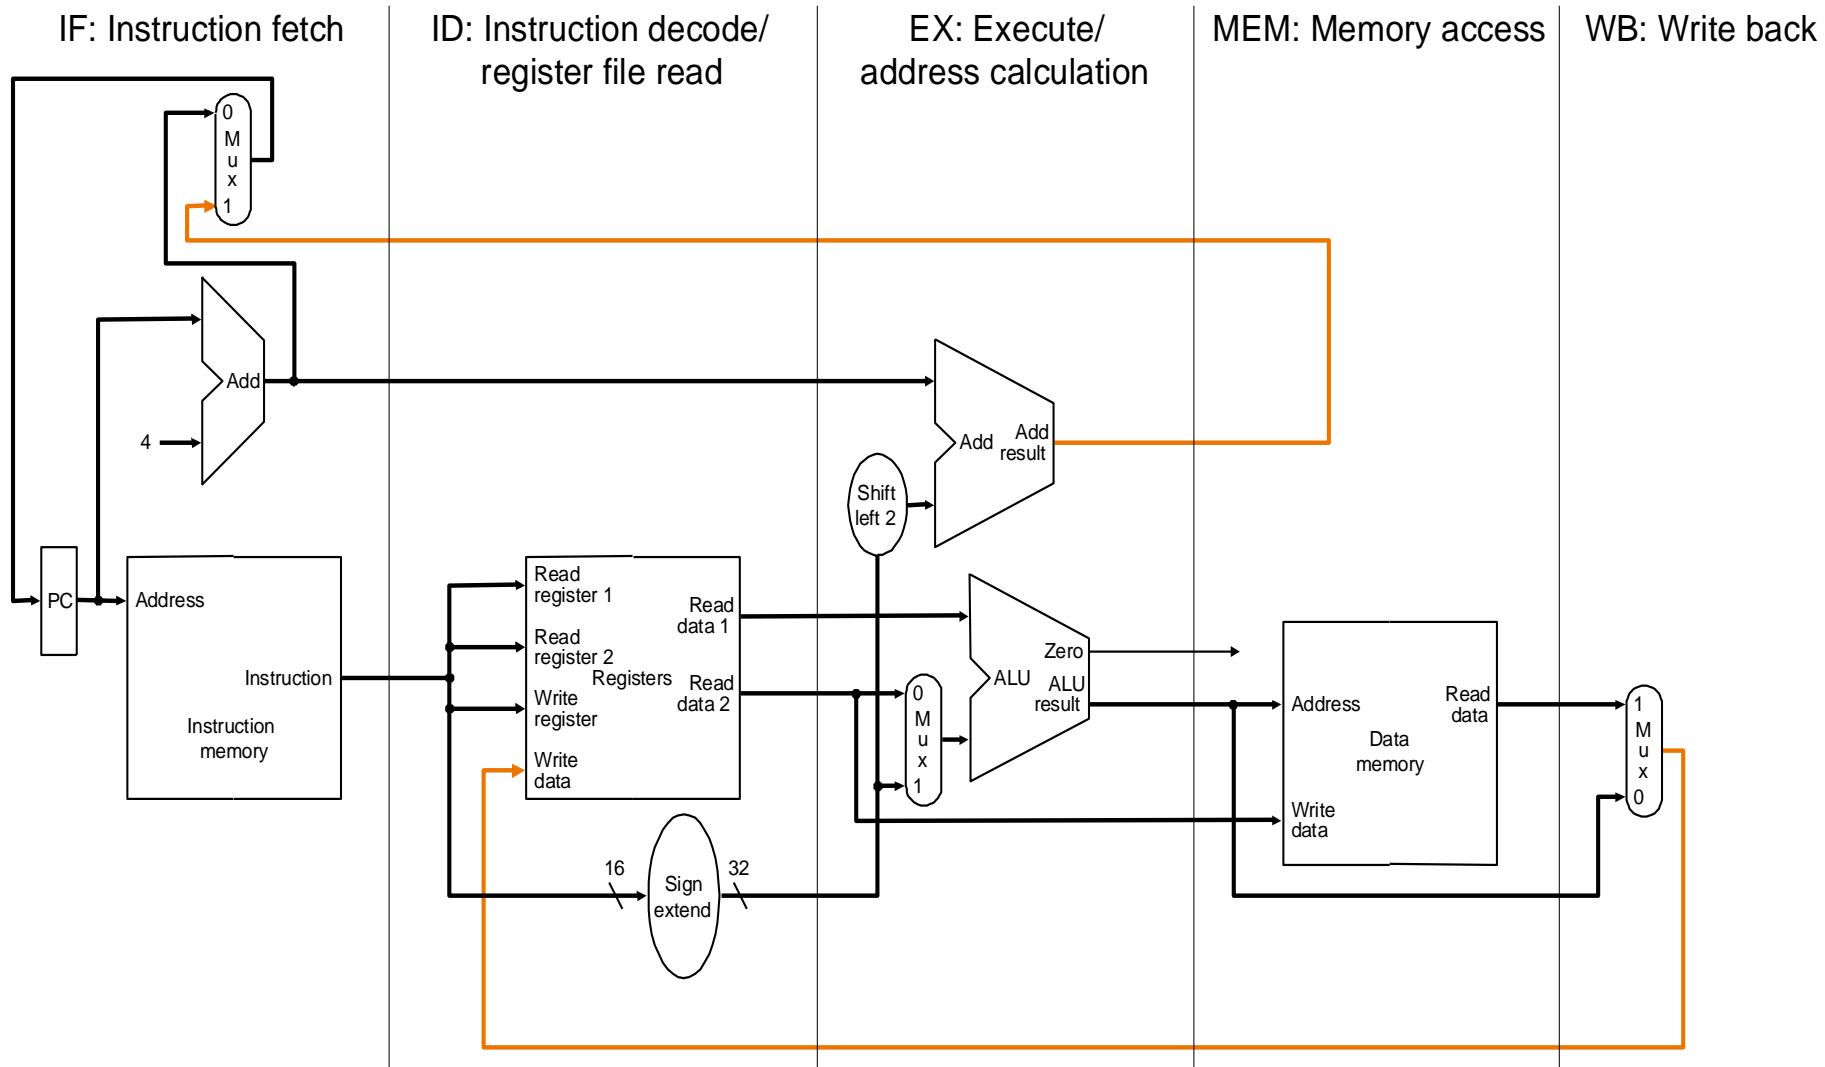 IF: Instruction fetch
ID: Instruction decode/
register file read
EX: Execute/
address calculation
MEM: Memory access
WB: Write back
0
M
u
x
1
Add
4
PC
Address
Instruction
Instruction
memory
Read
register 1
Read
register 2
Write
register
Write
data
Registers
Read
data 1
Read
data 2
16
Sign
extend
32
Shift
left 2
Add
Add
result
0
M
u
x
1
ALU
Zero
ALU
result
Address
Write
data
Data
memory
Read
data
1
M
u
x
0